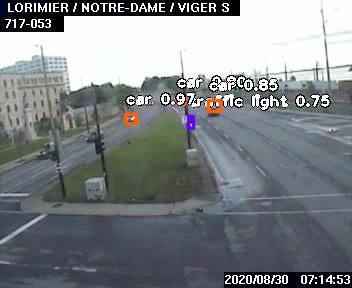 LORIMIER / NOTRE-DAME / VIGER S
717-053
car 0.85
car 0.97
light 0.75
2020/08/30 07:14:53